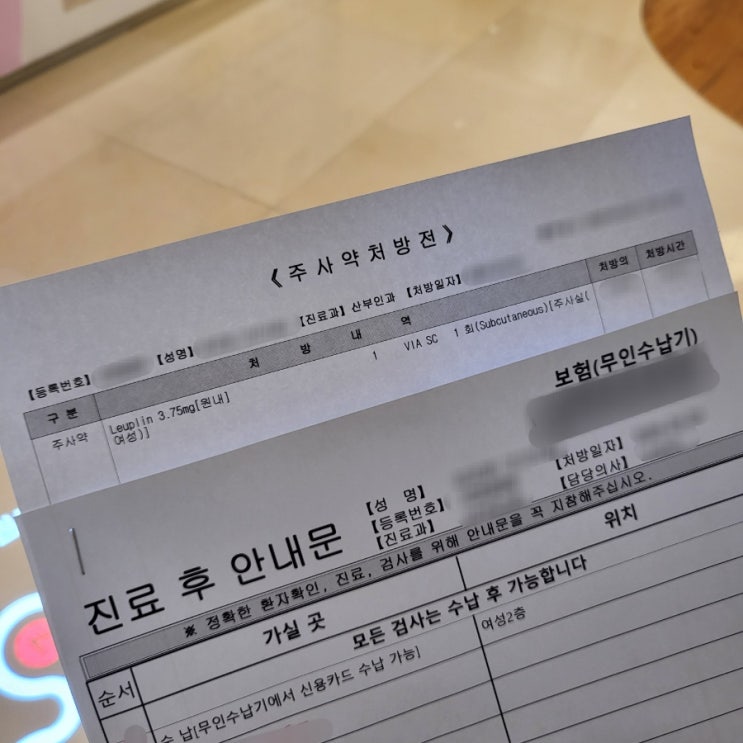 《주사약처방전》
【등록번호】 【성명】 【진료과】 산부인과 【처방일자】
구 분 처 방 내 역 처방의 처방시간
주사약 Leuplin 3.75mg[원내] 1 VIA SC 1 회(Subcutaneous)[주사실(
여성)]
보험(무인수납기)
진료 후 안내문
【성 명】 【처방일자】
【등록번호】 【담당의사】
【진료과】
※ 정확한 환자확인, 진료, 검사를 위해 안내문을 꼭 지참해주십시오.
순서 가실 곳 위치
모든 검사는 수납 후 가능합니다
수 납[무인수납기에서 신용카드 수납 가능] 여성2층